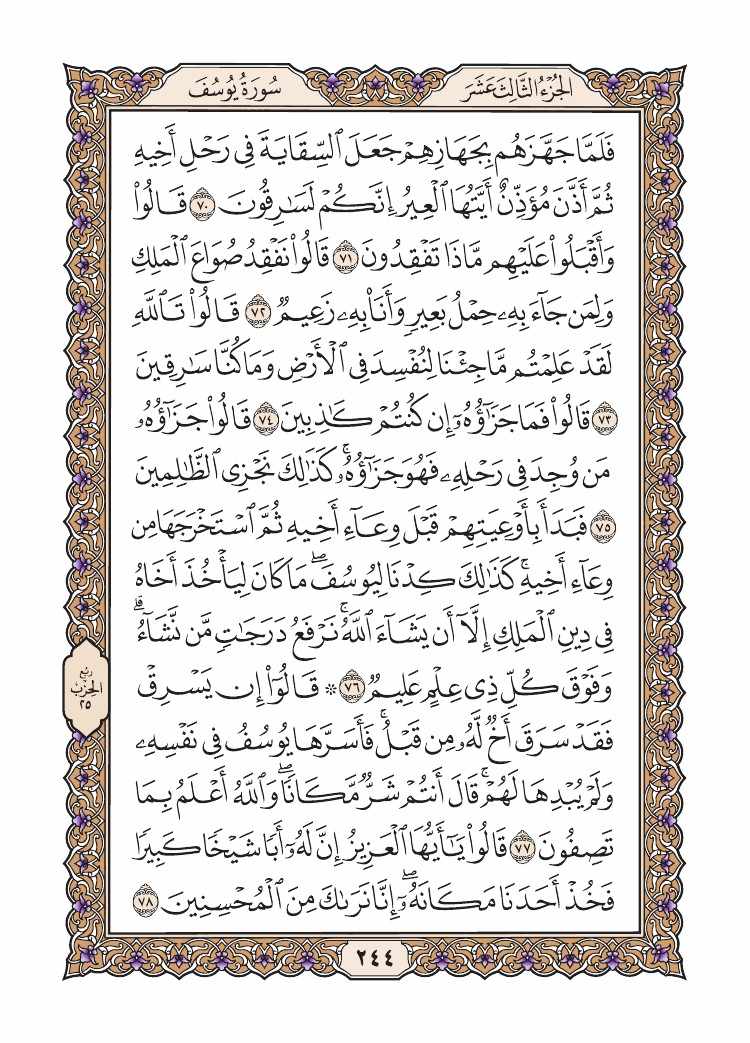 الجُزْءُ الثَّالِثَ عَشَرَ
سُورَةُ يُوسُفَ
فَلَمَّا جَهَّزَهُم بِجَهَازِهِمْ جَعَلَ ٱلسِّقَايَةَ فِى رَحْلِ أَخِيهِ
ثُمَّ أَذَّنَ مُؤَذِّنٌ أَيَّتُهَا ٱلْعِيرُ إِنَّكُمْ لَسَٰرِقُونَ ٧٠ قَالُوا۟
وَأَقْبَلُوا۟ عَلَيْهِم مَّاذَا تَفْقِدُونَ ٧١ قَالُوا۟ نَفْقِدُ صُوَاعَ ٱلْمَلِكِ
وَلِمَن جَآءَ بِهِۦ حِمْلُ بَعِيرٍ وَأَنَا۠ بِهِۦ زَعِيمٌ ٧٢ قَالُوا۟ تَٱللَّهِ
لَقَدْ عَلِمْتُم مَّا جِئْنَا لِنُفْسِدَ فِى ٱلْأَرْضِ وَمَا كُنَّا سَٰرِقِينَ
٧٣ قَالُوا۟ فَمَا جَزَٰٓؤُهُۥٓ إِن كُنتُمْ كَٰذِبِينَ ٧٤ قَالُوا۟ جَزَٰٓؤُهُۥ
مَن وُجِدَ فِى رَحْلِهِۦ فَهُوَ جَزَٰٓؤُهُۥ ۚ كَذَٰلِكَ نَجْزِى ٱلظَّٰلِمِينَ
٧٥ فَبَدَأَ بِأَوْعِيَتِهِمْ قَبْلَ وِعَآءِ أَخِيهِ ثُمَّ ٱسْتَخْرَجَهَا مِن
وِعَآءِ أَخِيهِ ۚ كَذَٰلِكَ كِدْنَا لِيُوسُفَ ۖ مَا كَانَ لِيَأْخُذَ أَخَاهُ
فِى دِينِ ٱلْمَلِكِ إِلَّآ أَن يَشَآءَ ٱللَّهُ ۚ نَرْفَعُ دَرَجَٰتٍ مَّن نَّشَآءُ ۗ
وَفَوْقَ كُلِّ ذِى عِلْمٍ عَلِيمٌ ٧٦ ۞ قَالُوٓا۟ إِن يَسْرِقْ
فَقَدْ سَرَقَ أَخٌ لَّهُۥ مِن قَبْلُ ۚ فَأَسَرَّهَا يُوسُفُ فِى نَفْسِهِۦ
وَلَمْ يُبْدِهَا لَهُمْ ۚ قَالَ أَنتُمْ شَرٌّ مَّكَانًا ۖ وَٱللَّهُ أَعْلَمُ بِمَا
تَصِفُونَ ٧٧ قَالُوا۟ يَٰٓأَيُّهَا ٱلْعَزِيزُ إِنَّ لَهُۥٓ أَبًا شَيْخًا كَبِيرًا
فَخُذْ أَحَدَنَا مَكَانَهُۥٓ ۖ إِنَّا نَرَىٰكَ مِنَ ٱلْمُحْسِنِينَ ٧٨
رُبْع
الحِزْب
٢٥
٢٤٤